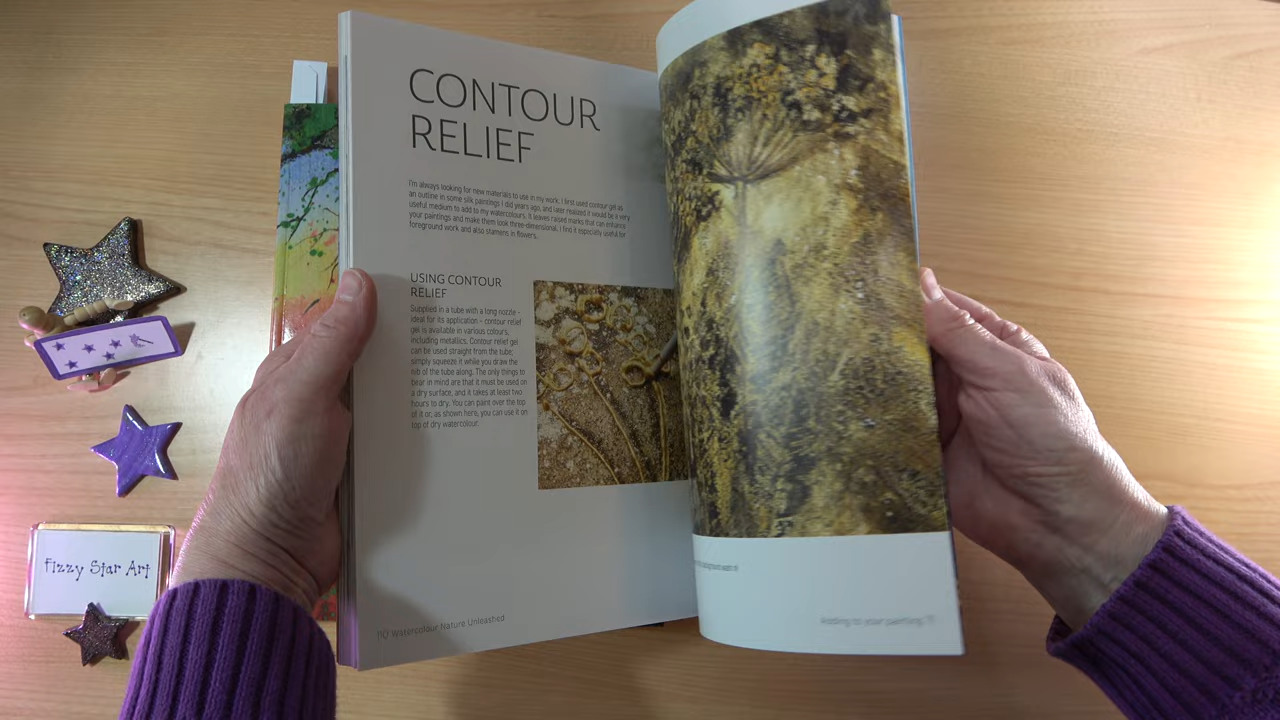 CONTOUR
RELIEF
I'm always looking for new materials to use in my work. I first used contour gel as
an outline in some silk paintings I did years ago, and later realized it would be a very
useful medium to add to my watercolours. It leaves raised marks that can enhance
your paintings and make them look three-dimensional. I find it especially useful for
foreground work and also stamens in flowers.
USING CONTOUR
RELIEF
Supplied in a tube with a long nozzle -
ideal for its application – contour relief
gel is available in various colours,
including metallics. Contour relief gel
can be used straight from the tube;
simply squeeze it while you draw the
nib of the tube along. The only things to
bear in mind are that it must be used on
a dry surface, and it takes at least two
hours to dry. You can paint over the top
of it or, as shown here, you can use it on
top of dry watercolour.
110 Watercolour Nature Unleashed
Adding to your painting
Fizzy Star Art